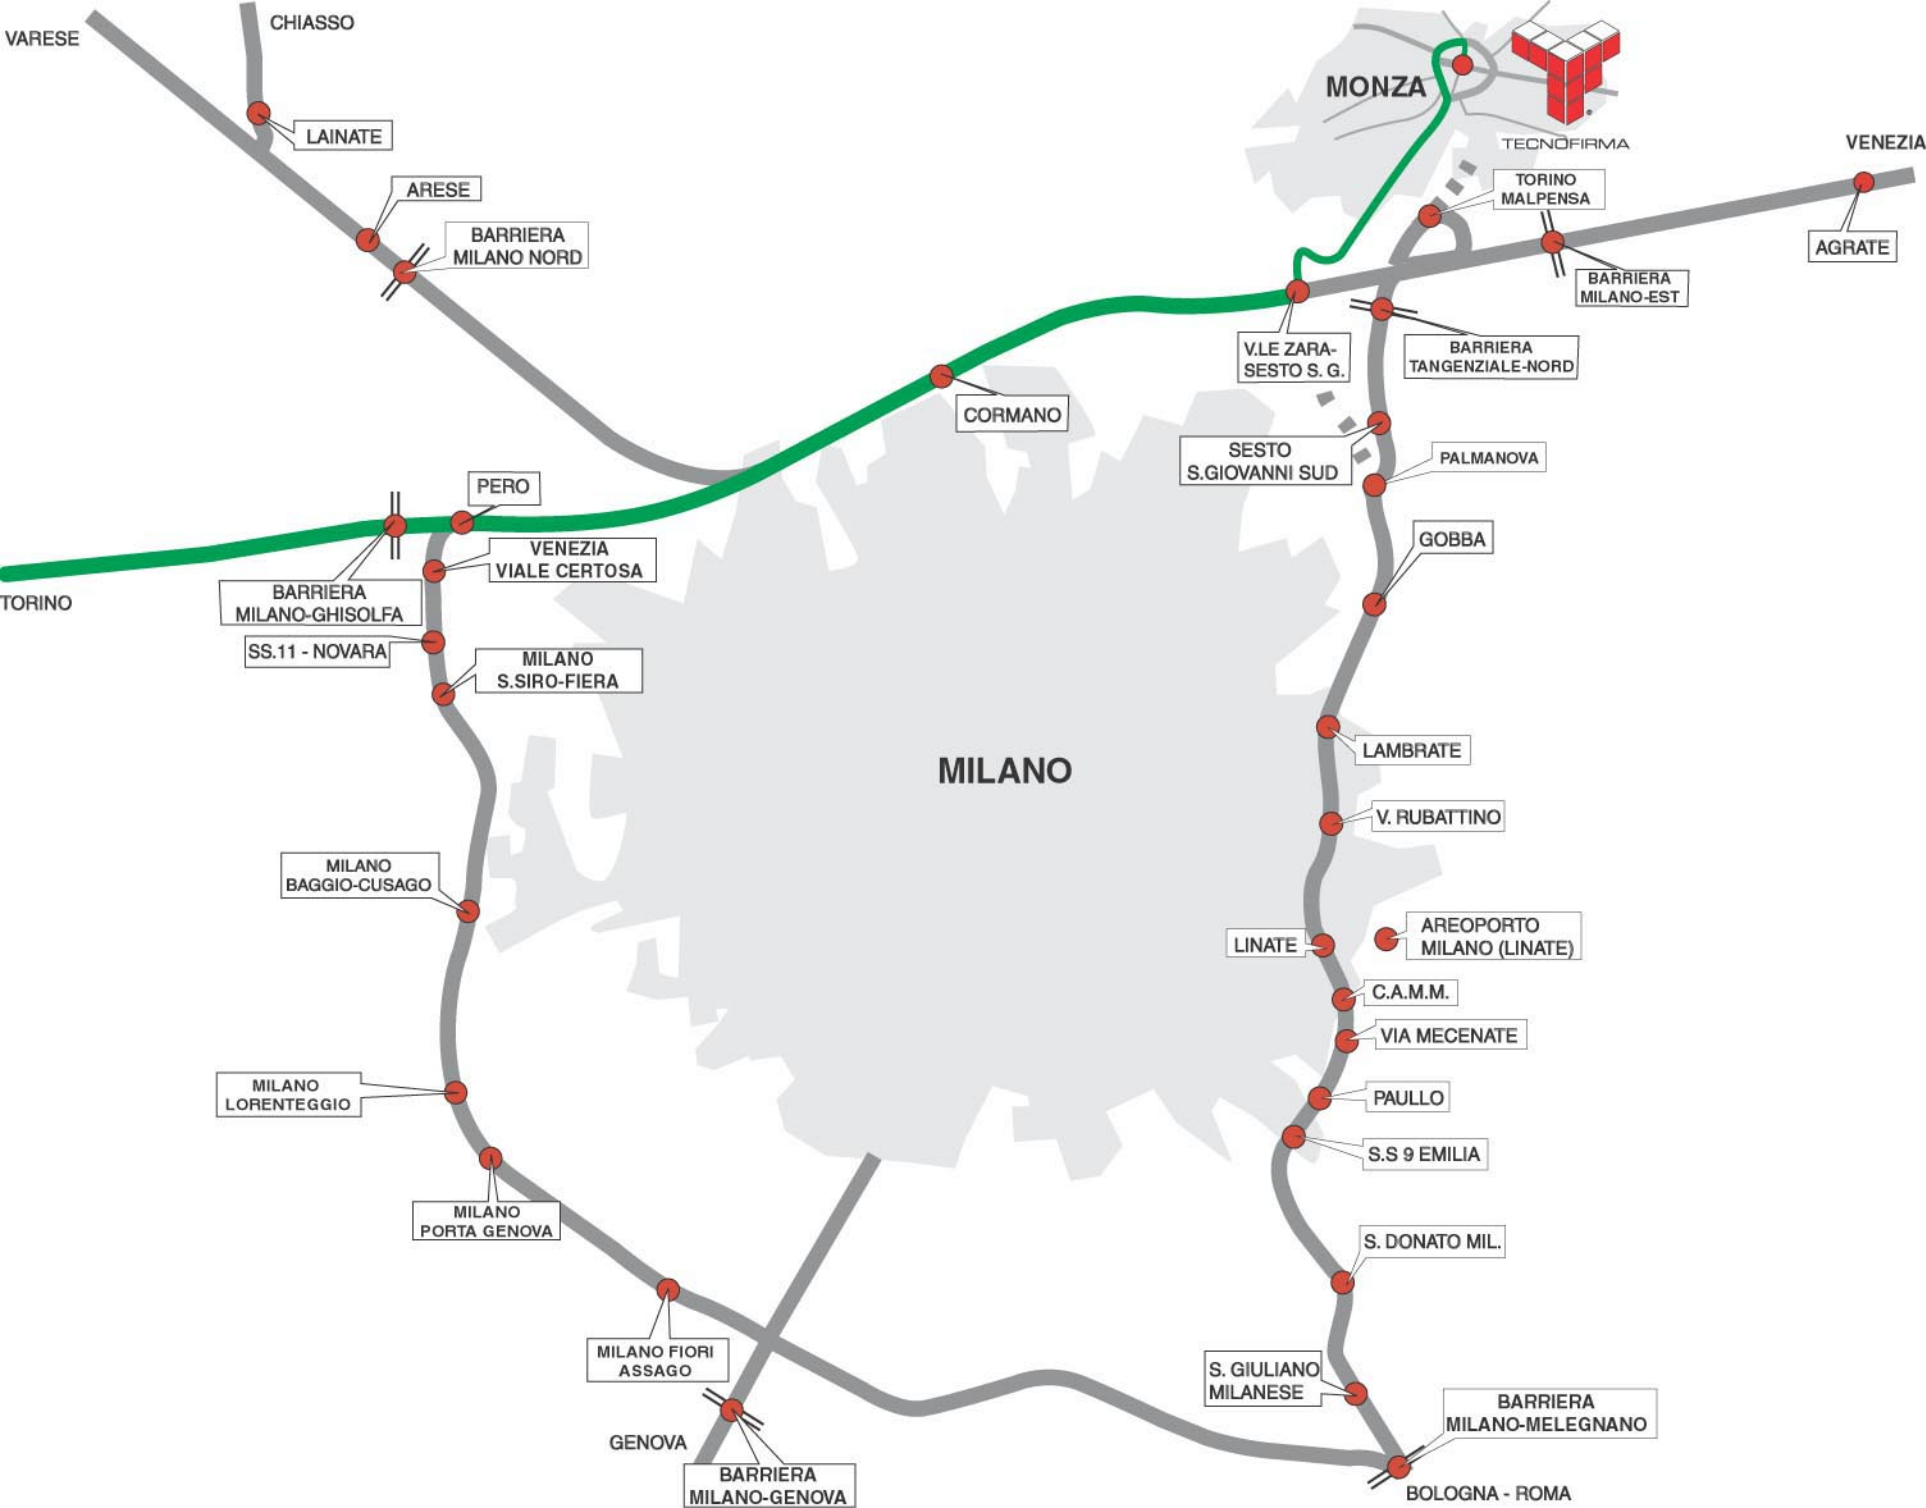 CHIASSO
VARESE
MONZA
TECNOFIRMA
VENEZIA
LAINATE
ARESE
TORINO
MALPENSA
BARRIERA
MILANO NORD
AGRATE
BARRIERA
MILANO-EST
V.LE ZARA-
SESTO S. G.
BARRIERA
TANGENZIALE-NORD
CORMANO
SESTO
S.GIOVANNI SUD
PALMANOVA
PERO
GOBBA
VENEZIA
VIALE CERTOSA
TORINO
BARRIERA
MILANO-GHISOLFA
SS.11 - NOVARA
MILANO
S.SIRO-FIERA
MILANO
LAMBRATE
V. RUBATTINO
MILANO
BAGGIO-CUSAGO
LINATE
AREOPORTO
MILANO (LINATE)
C.A.M.M.
VIA MECENATE
MILANO
LORENTEGGIO
PAULLO
S.S 9 EMILIA
MILANO
PORTA GENOVA
S. DONATO MIL.
MILANO FIORI
ASSAGO
S. GIULIANO
MILANESE
BARRIERA
MILANO-MELEGNANO
GENOVA
BARRIERA
MILANO-GENOVA
BOLOGNA - ROMA